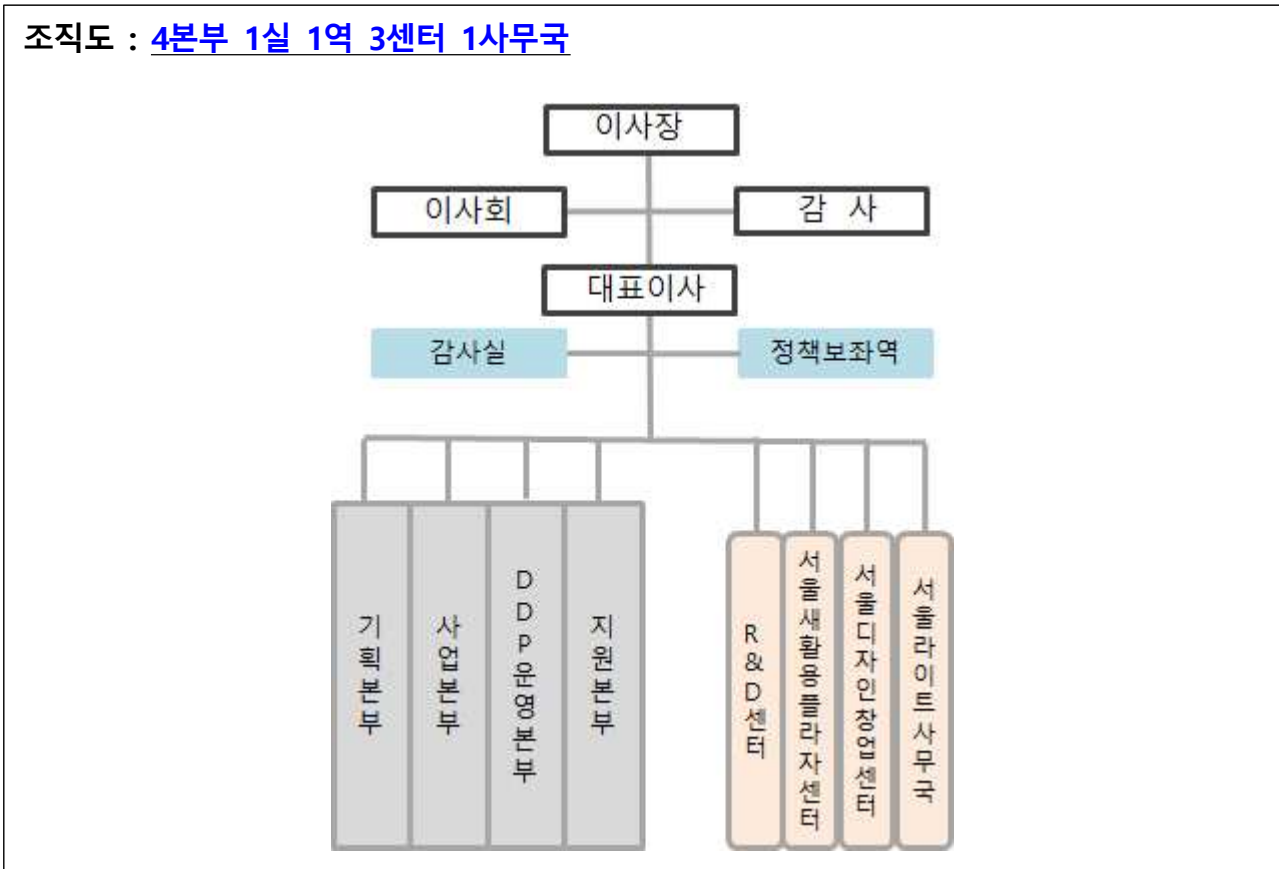 조직도 : 4본부 1실 1역 3센터 1사무국
이사장
이사회
감 사
대표이사
감사실
정책보좌역
기획본부
사업본부
DDP운영본부
지원본부
R&D센터
서울새활용플라자센터
서울디자인창업센터
서울라이트사무국